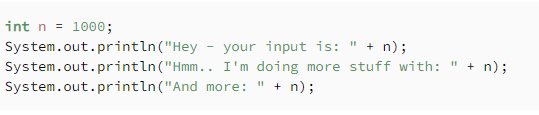 int n = 1000;
System.out.println("Hey – your input is: " + n);
System.out.println("Hmm.. I'm doing more stuff with: " + n);
System.out.println("And more: " + n);